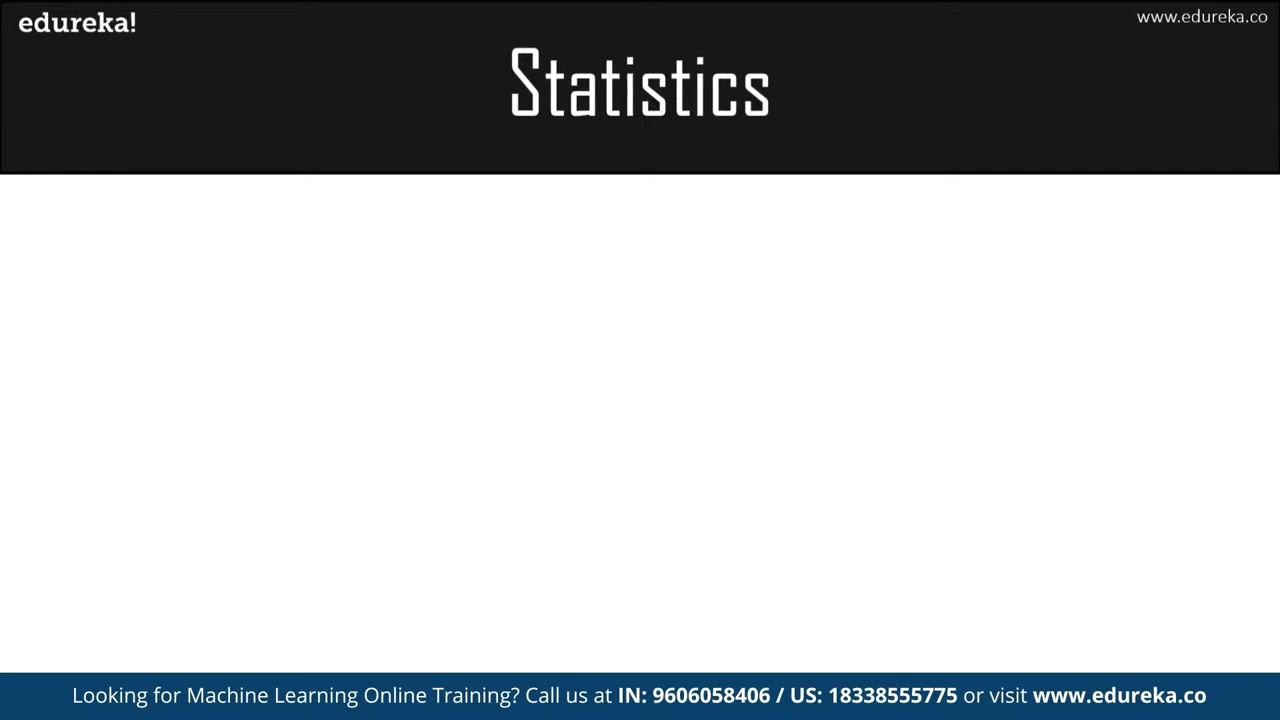 edureka!
www.edureka.co
Statistics
Looking for Machine Learning Online Training? Call us at IN: 9606058406 / US: 18338555775 or visit www.edureka.co